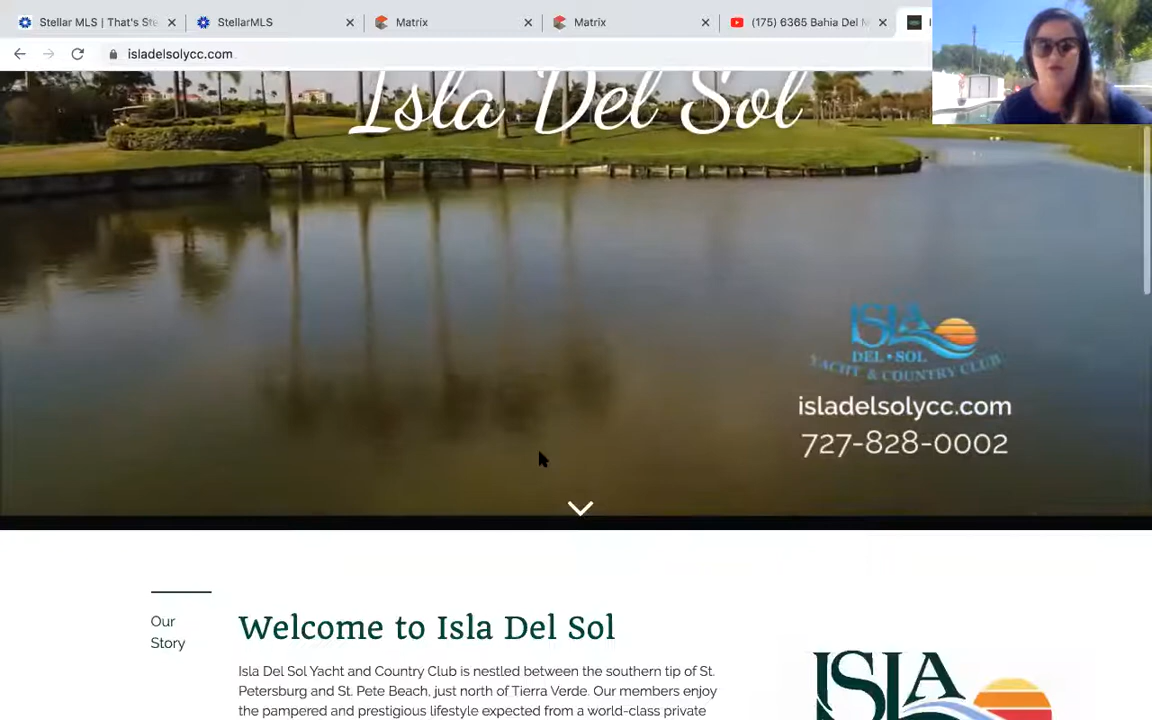 Stellar MLS | That's Ste
StellarMLS
Matrix
Matrix
(175) 6365 Bahia Del M
isladelsolycc.com
Isla Del Sol
ISLA
DEL • SOL
YACHT & COUNTRY CLUB
isladelsolycc.com
727-828-0002
Our
Story
Welcome to Isla Del Sol
Isla Del Sol Yacht and Country Club is nestled between the southern tip of St.
Petersburg and St. Pete Beach, just north of Tierra Verde. Our members enjoy
the pampered and prestigious lifestyle expected from a world-class private
ISLA